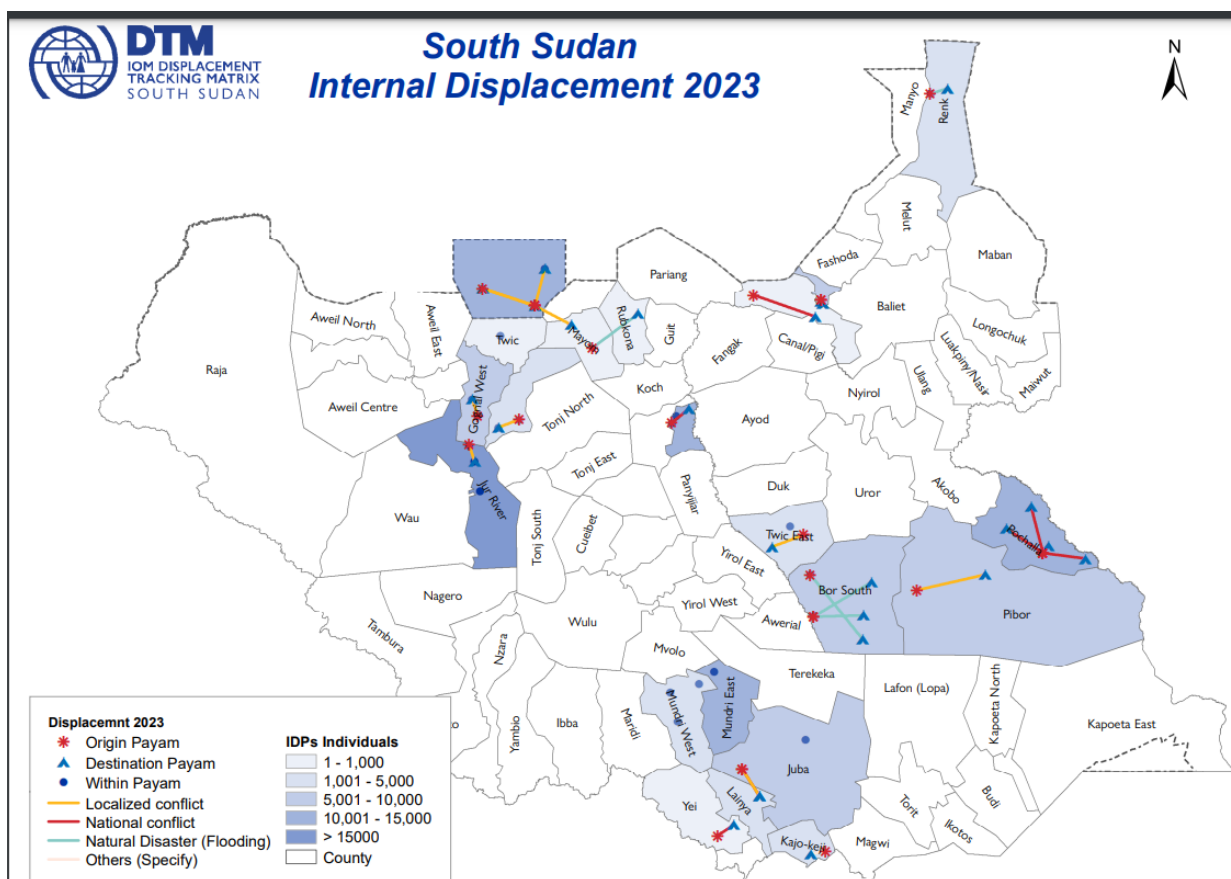 DTM
IOM DISPLACEMENT
TRACKING MATRIX
SOUTH SUDAN
South Sudan
Internal Displacement 2023
N
Manyo
Renk
Melut
Maban
Fashoda
Pariang
Baliet
Longochuk
Luakpiny/Nasir
Maiwut
Ulang
Nyirol
Canal/Pigi
Fangak
Guit
Rubkona
Mayom
Twic
Aweil North
Aweil East
Raja
Aweil Centre
Gogrial West
Tonj North
Koch
Ayod
Tonj East
Panyijiar
Duk
Uror
Akobo
Pochalla
Jur River
Wau
Tonj South
Cueibet
Twic East
Yirol East
Bor South
Pibor
Yirol West
Awerial
Nagero
Wulu
Tambura
Nzara
Mvolo
Terekeka
Lafon (Lopa)
Kapoeta North
Kapoeta East
Mundri East
Mundri West
Yambio
Ibba
Maridi
Juba
Lainya
Yei
Torit
Budi
Ikotos
Magwi
Kajo-keji
Displacemnt 2023
Origin Payam
Destination Payam
Within Payam
Localized conflict
National conflict
Natural Disaster (Flooding)
Others (Specify)
IDPs Individuals
1 - 1,000
1,001 - 5,000
5,001 - 10,000
10,001 - 15,000
> 15000
County